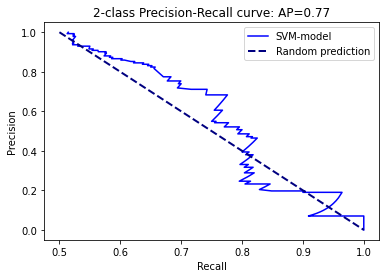 2-class Precision-Recall curve: AP=0.77
SVM-model
Random prediction
Precision
1.0
0.8
0.6
0.4
0.2
0.0
0.5 0.6 0.7 0.8 0.9 1.0
Recall